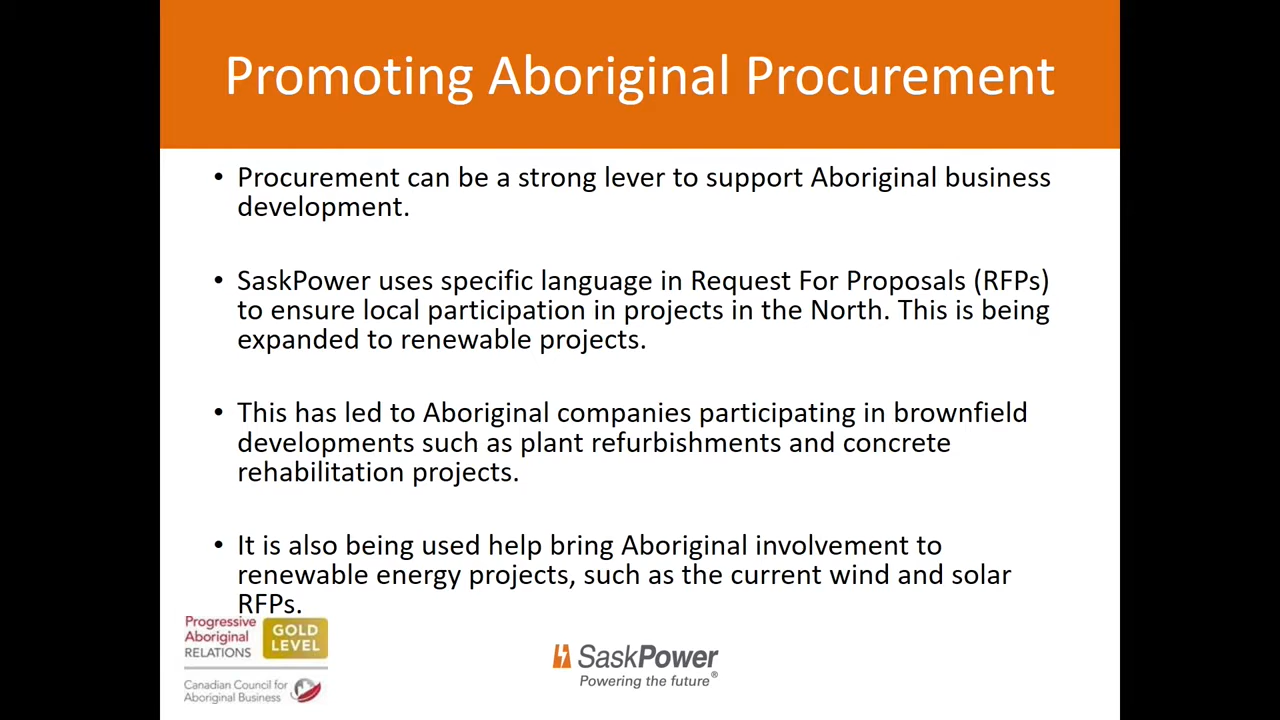 Promoting Aboriginal Procurement
• Procurement can be a strong lever to support Aboriginal business
development.
• SaskPower uses specific language in Request For Proposals (RFPs)
to ensure local participation in projects in the North. This is being
expanded to renewable projects.
• This has led to Aboriginal companies participating in brownfield
developments such as plant refurbishments and concrete
rehabilitation projects.
• It is also being used help bring Aboriginal involvement to
renewable energy projects, such as the current wind and solar
RFPs.
Progressive
Aboriginal
RELATIONS
GOLD
LEVEL
Canadian Council for
Aboriginal Business
SaskPower
Powering the future®